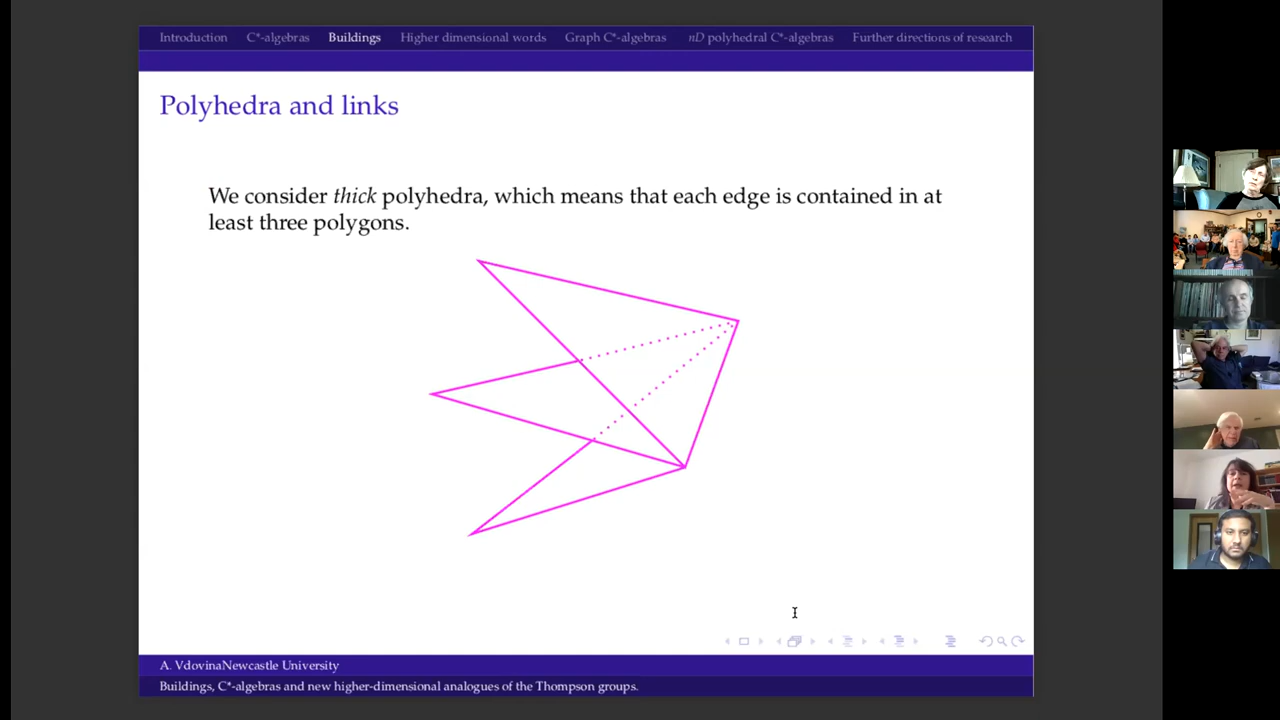 Introduction C*-algebras Buildings Higher dimensional words Graph C*-algebras nD polyhedral C*-algebras Further directions of research
Polyhedra and links
We consider thick polyhedra, which means that each edge is contained in at
least three polygons.
A. VdovinaNewcastle University
Buildings, C*-algebras and new higher-dimensional analogues of the Thompson groups.